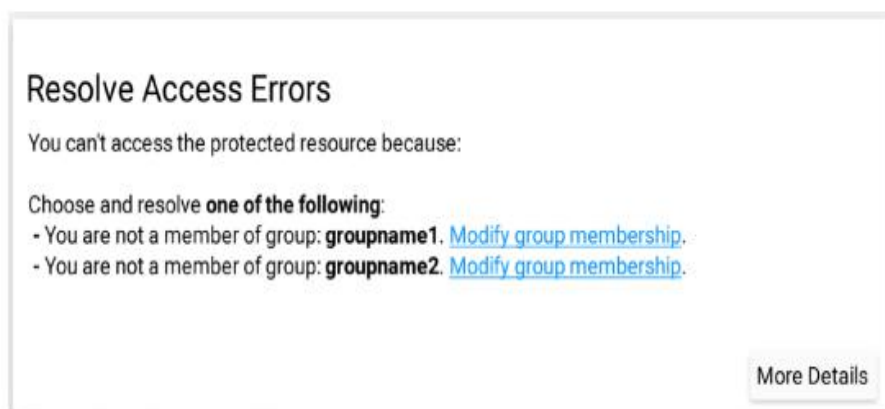 Resolve Access Errors
You can't access the protected resource because:
Choose and resolve one of the following:
- You are not a member of group: groupname1. Modify group membership.
- You are not a member of group: groupname2. Modify group membership.
More Details